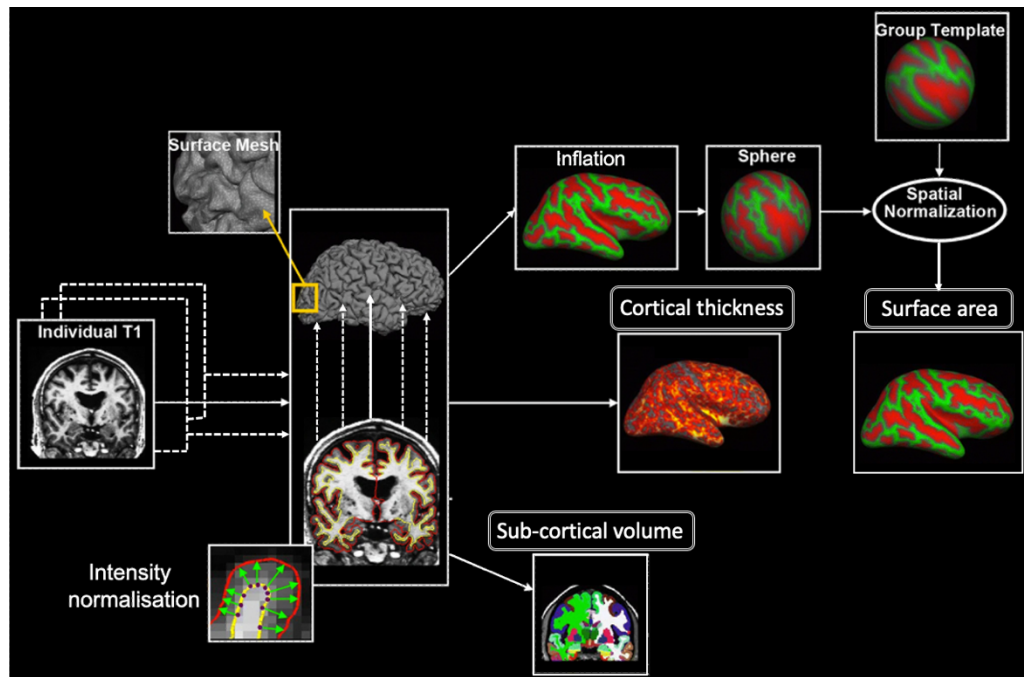 Group Template
Surface Mesh
Inflation
Sphere
Spatial
Normalization
Individual T1
Cortical thickness
Surface area
Sub-cortical volume
Intensity
normalisation